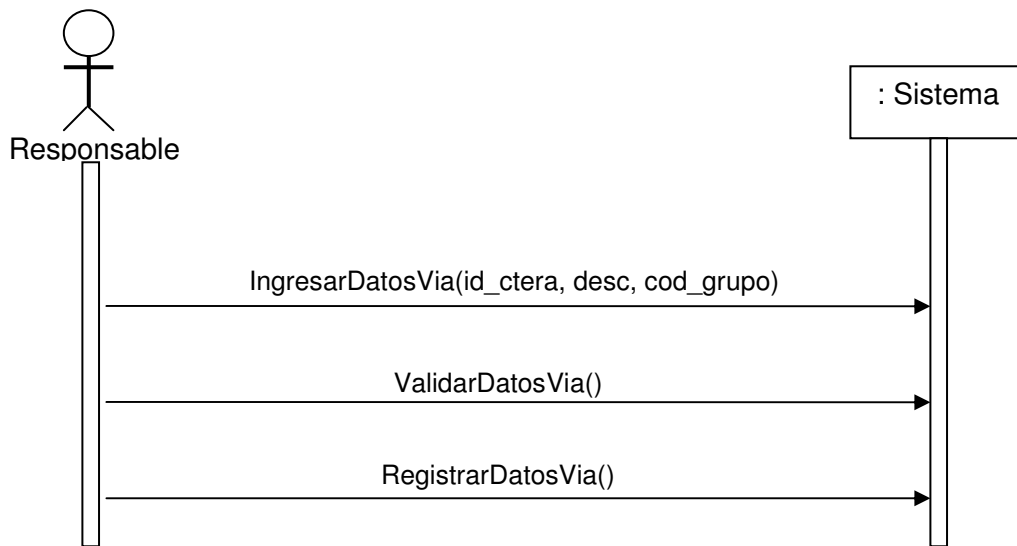 : Sistema
Responsable
IngresarDatosVia(id_ctera, desc, cod_grupo)
ValidarDatosVia()
RegistrarDatosVia()